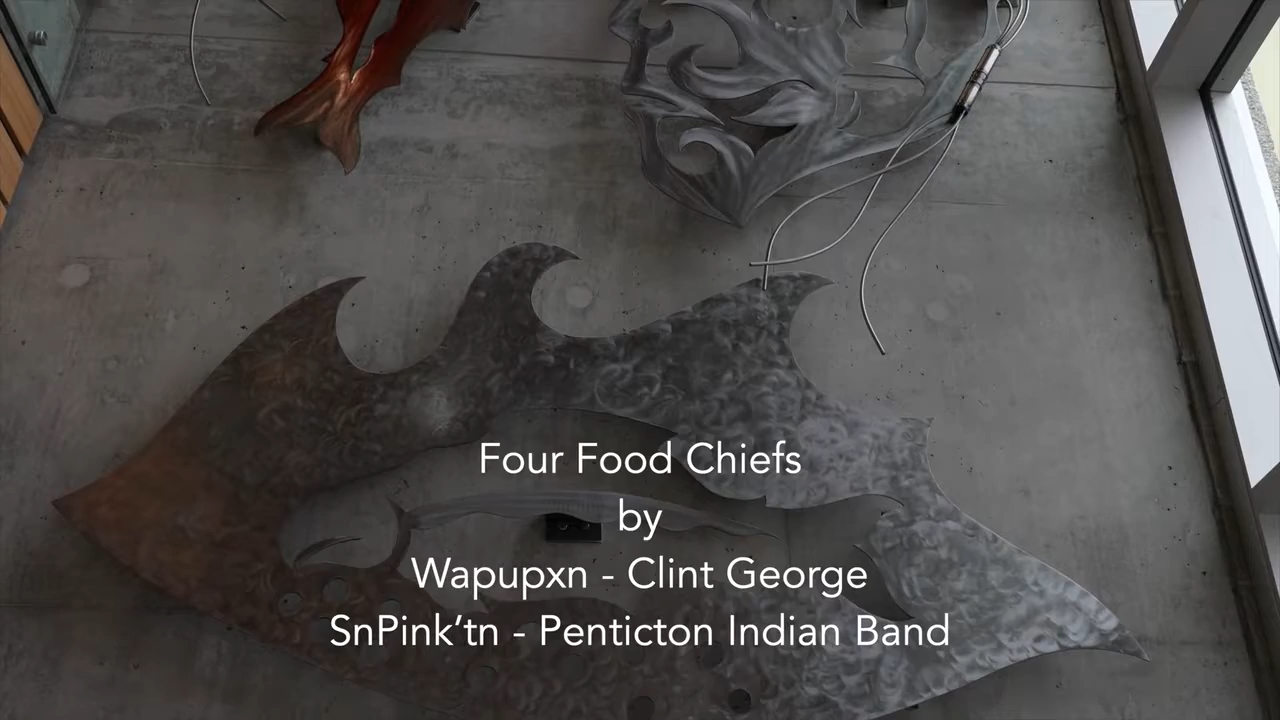 Four Food Chiefs
by
Wapupxn - Clint George
SnPink‘tn - Penticton Indian Band